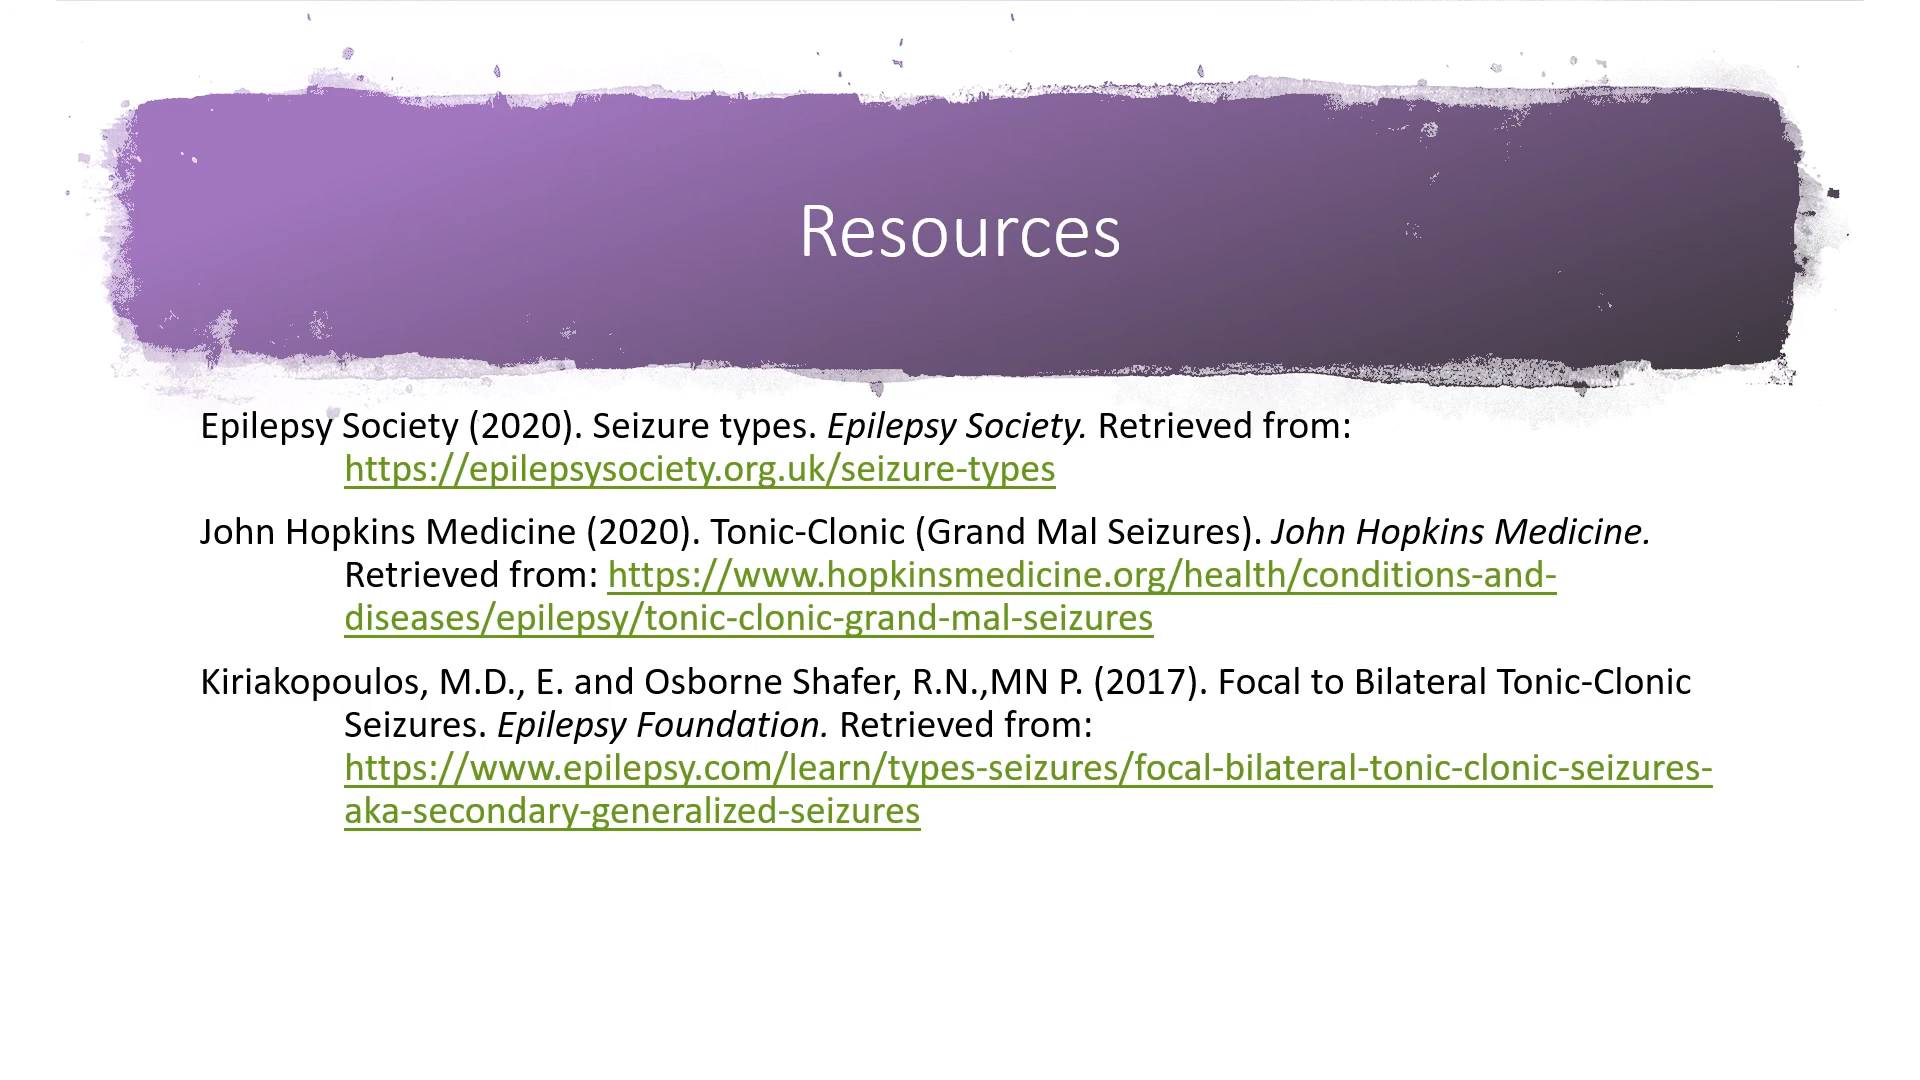 Resources
Epilepsy Society (2020). Seizure types. Epilepsy Society. Retrieved from:
https://epilepsysociety.org.uk/seizure-types
John Hopkins Medicine (2020). Tonic-Clonic (Grand Mal Seizures). John Hopkins Medicine.
Retrieved from: https://www.hopkinsmedicine.org/health/conditions-and-
diseases/epilepsy/tonic-clonic-grand-mal-seizures
Kiriakopoulos, M.D., E. and Osborne Shafer, R.N.,MN P. (2017). Focal to Bilateral Tonic-Clonic
Seizures. Epilepsy Foundation. Retrieved from:
https://www.epilepsy.com/learn/types-seizures/focal-bilateral-tonic-clonic-seizures-
aka-secondary-generalized-seizures